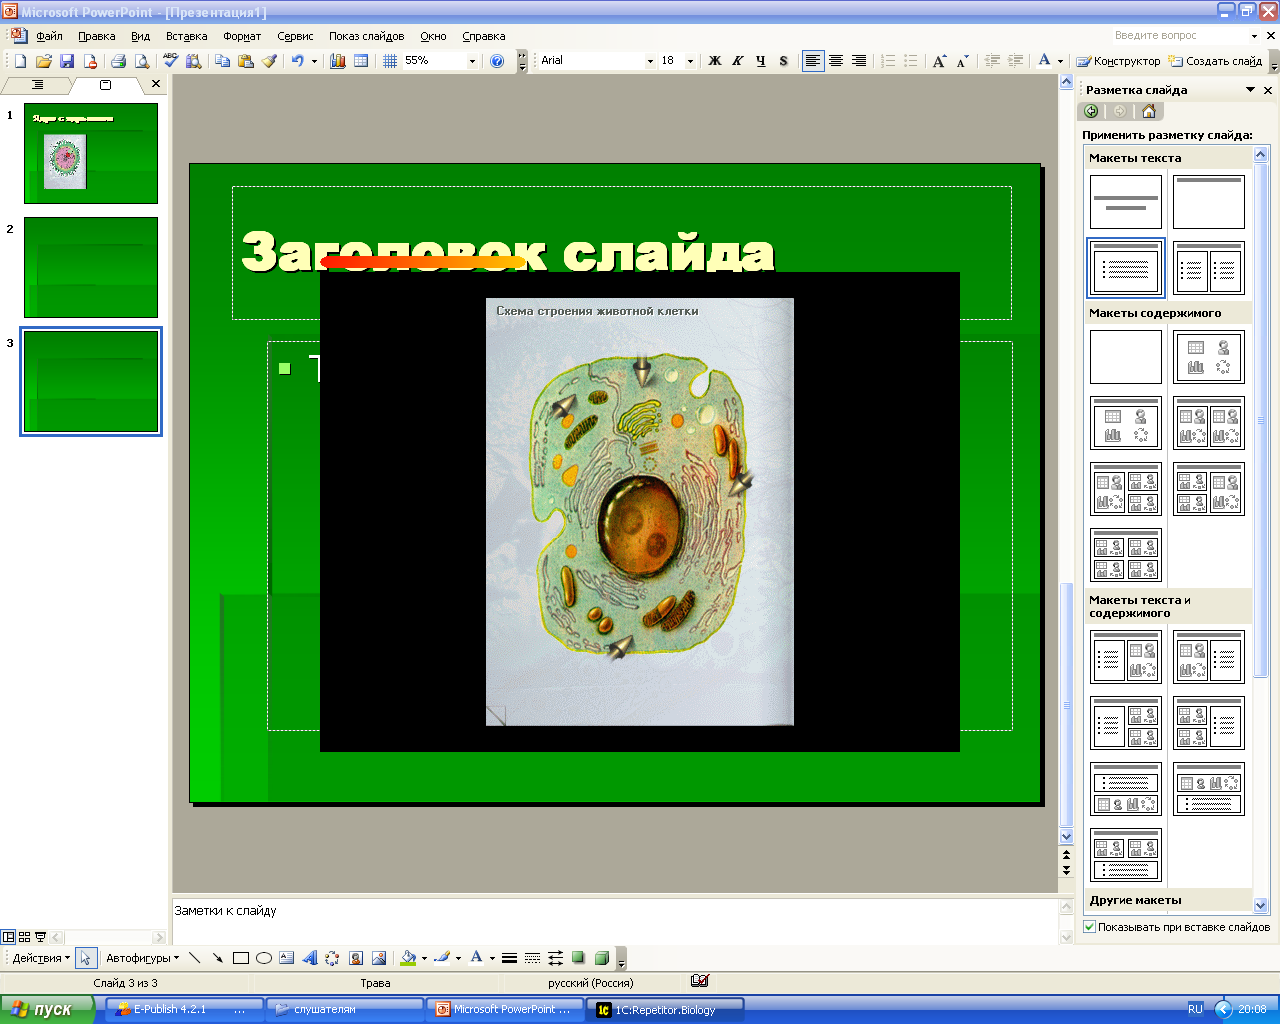 Microsoft PowerPoint - [Презентация1]
Файл Правка Вид Вставка Формат Сервис Показ слайдов Окно Справка
Введите вопрос
55% Arial 18 Ж К Ч S Конструктор Создать слайд
Разметка слайда
Применить разметку слайда:
Макеты текста
1
2
3
Заголовок слайда
Схема строения животной клетки
Т
Макеты содержимого
Макеты текста и
содержимого
Другие макеты
Показывать при вставке слайдов
Заметки к слайду
Действия Автофигуры
Слайд 3 из 3 Трава русский (Россия)
пуск E-Publish 4.2.1 ... слушателям Microsoft PowerPoint ... 1C:Repetitor.Biology RU 20:08